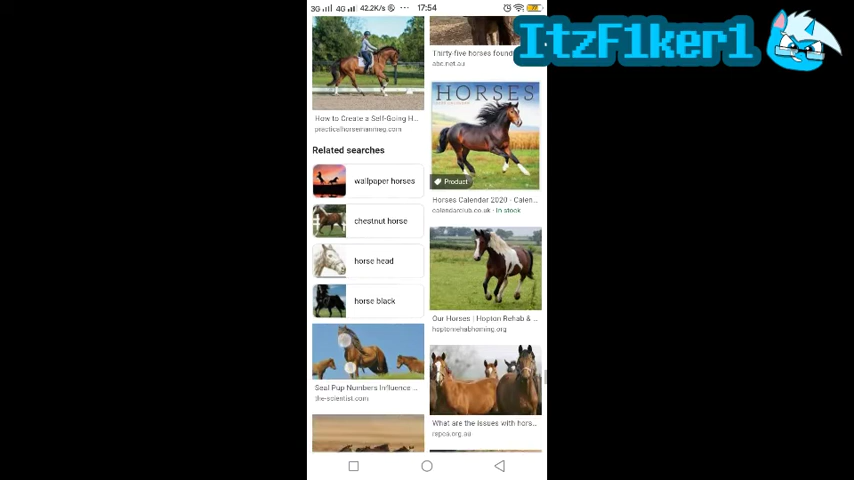 3G 4G 42.2K/s ··· 17:54
ItzF1ker1
Thirty-five horses found
abc.net.au
How to Create a Self-Going H...
practicalhorsemanmag.com
Related searches
wallpaper horses
chestnut horse
horse head
horse black
Seal Pup Numbers Influence ...
the-scientist.com
HORSES
Product
Horses Calendar 2020 - Calen...
calendarclub.co.uk · In stock
Our Horses | Hopton Rehab & ...
What are the issues with hors...
rspca.org.au